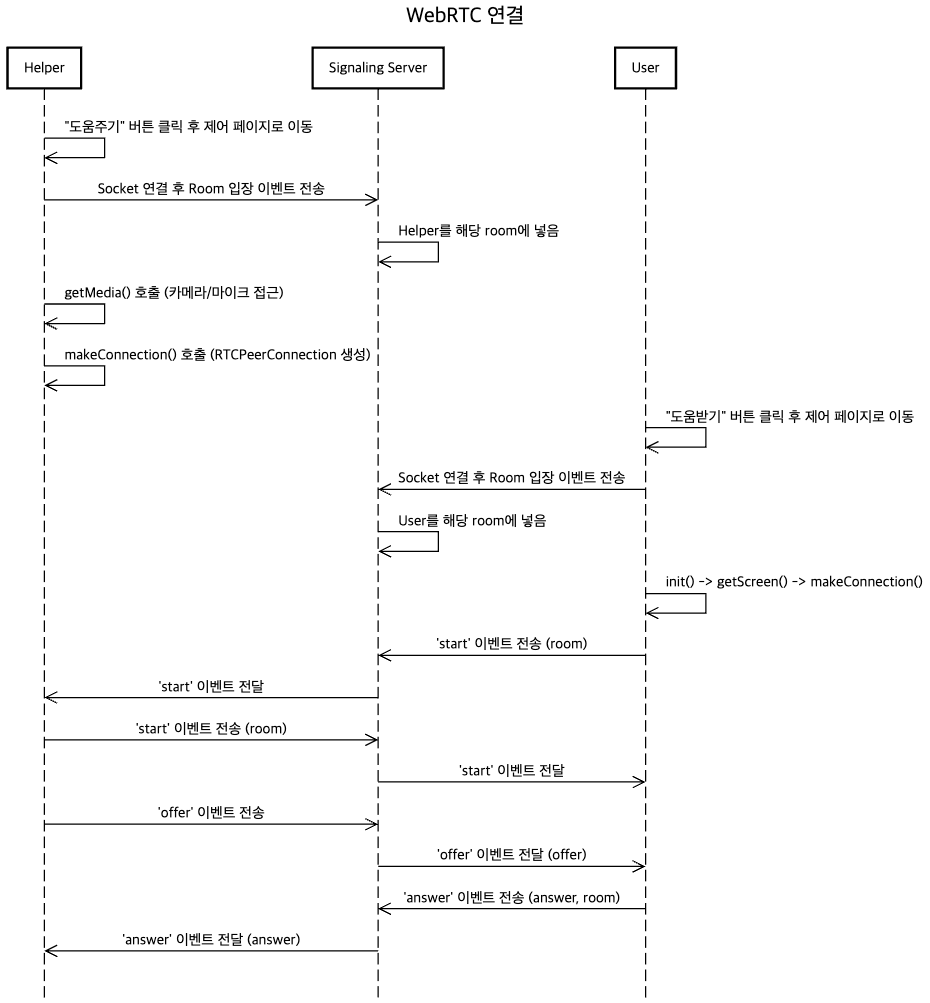 WebRTC 연결
Helper
Signaling Server
User
"도움주기" 버튼 클릭 후 제어 페이지로 이동
Socket 연결 후 Room 입장 이벤트 전송
Helper를 해당 room에 넣음
getMedia() 호출 (카메라/마이크 접근)
makeConnection() 호출 (RTCPeerConnection 생성)
"도움받기" 버튼 클릭 후 제어 페이지로 이동
Socket 연결 후 Room 입장 이벤트 전송
User를 해당 room에 넣음
init() -> getScreen() -> makeConnection()
'start' 이벤트 전송 (room)
'start' 이벤트 전달
'start' 이벤트 전송 (room)
'start' 이벤트 전달
'offer' 이벤트 전송
'offer' 이벤트 전달 (offer)
'answer' 이벤트 전송 (answer, room)
'answer' 이벤트 전달 (answer)